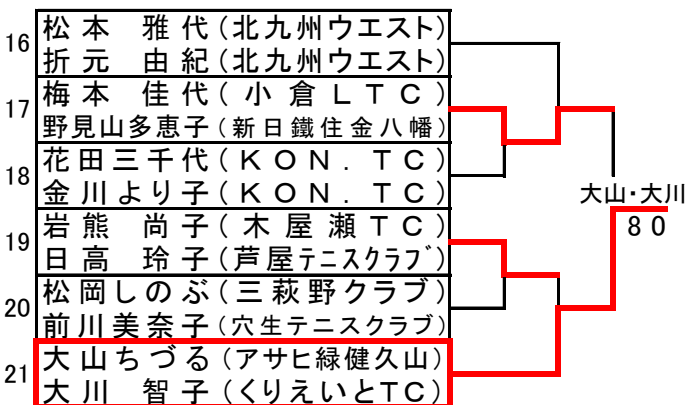 16
松本 雅代(北九州ウエスト)
折元 由紀(北九州ウエスト)
17
梅本 佳代(小倉LTC)
野見山多恵子(新日鐵住金八幡)
18
花田三千代(KON.TC)
金川より子(KON.TC)
19
岩熊 尚子(木屋瀬TC)
日高 玲子(芦屋テニスクラブ)
20
松岡しのぶ(三萩野クラブ)
前川美奈子(穴生テニスクラブ)
21
大山ちづる(アサヒ緑健久山)
大川 智子(くりえいとTC)
大山・大川
80